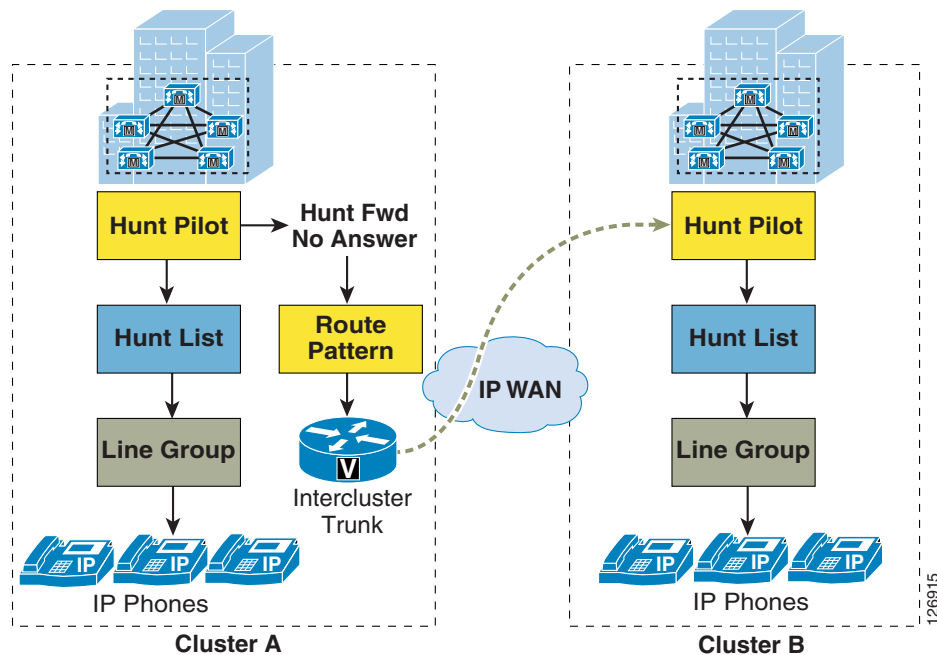 M
M
M
M
M
Hunt Pilot
Hunt Fwd
No Answer
Hunt List
Route
Pattern
Line Group
V
Intercluster
Trunk
IP
IP
IP
IP Phones
Cluster A
IP WAN
M
M
M
M
M
Hunt Pilot
Hunt List
Line Group
IP
IP
IP
IP Phones
Cluster B
126915